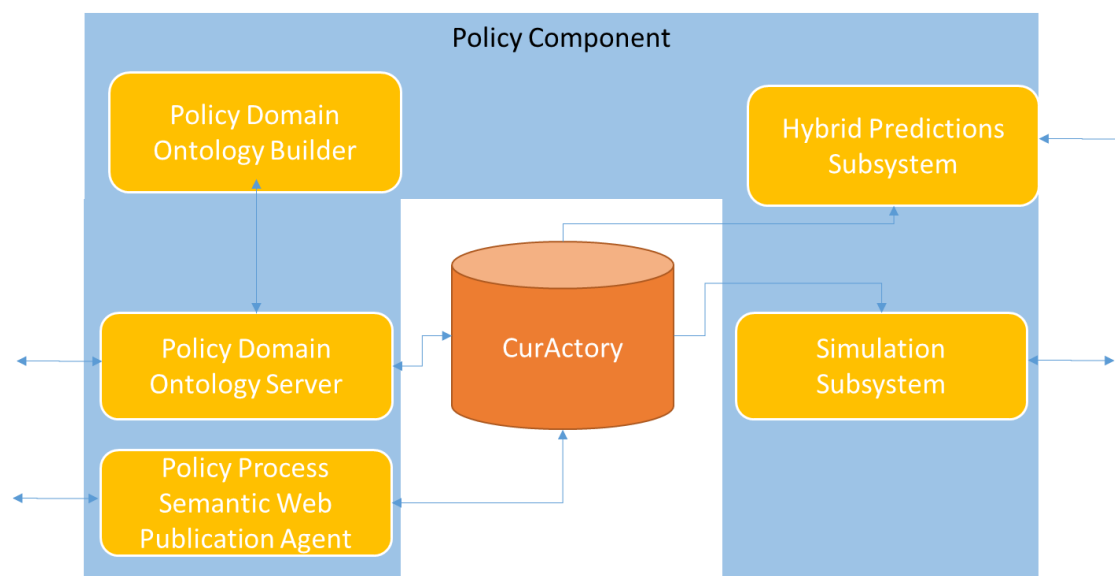 Policy Component
Policy Domain
Ontology Builder
Hybrid Predictions
Subsystem
Policy Domain
Ontology Server
CurActory
Simulation
Subsystem
Policy Process
Semantic Web
Publication Agent